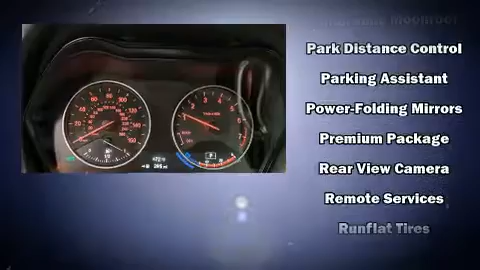 Park Distance Control
Parking Assistant
Power-Folding Mirrors
Premium Package
Rear View Camera
Remote Services
Runflat Tires